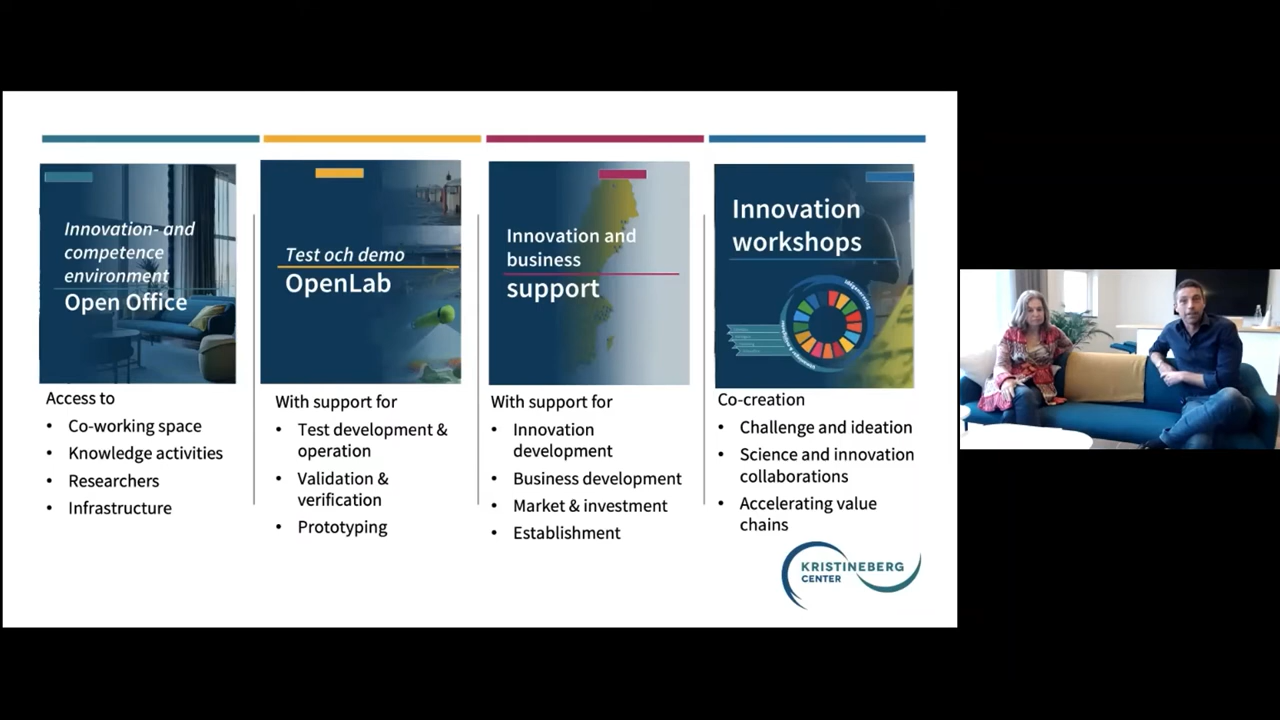 Innovation- and
competence
environment
Open Office
Access to
• Co-working space
• Knowledge activities
• Researchers
• Infrastructure
Test och demo
OpenLab
With support for
• Test development &
operation
• Validation &
verification
• Prototyping
Innovation and
business
support
With support for
• Innovation
development
• Business development
• Market & investment
• Establishment
Innovation
workshops
Co-creation
• Challenge and ideation
• Science and innovation
collaborations
• Accelerating value
chains
KRISTINEBERG
CENTER